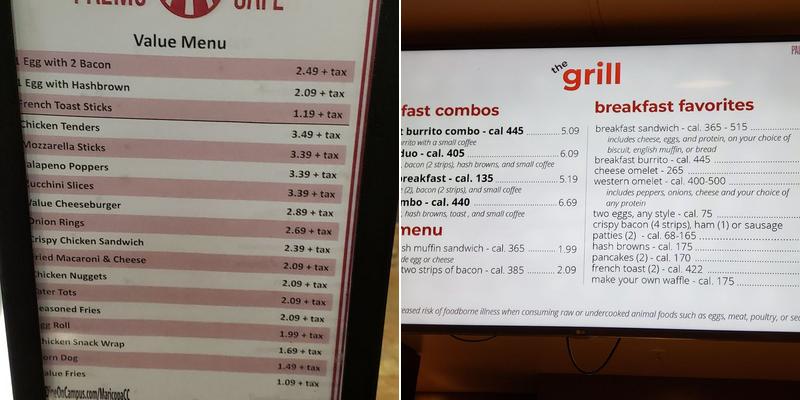 PALMS CAFE
Value Menu
1 Egg with 2 Bacon 2.49 + tax
1 Egg with Hashbrown 2.09 + tax
French Toast Sticks 1.19 + tax
Chicken Tenders 3.49 + tax
Mozzarella Sticks 3.39 + tax
Jalapeno Poppers 3.39 + tax
Zucchini Slices 3.39 + tax
Value Cheeseburger 2.89 + tax
Onion Rings 2.69 + tax
Crispy Chicken Sandwich 2.39 + tax
Fried Macaroni & Cheese 2.09 + tax
Chicken Nuggets 2.09 + tax
Tater Tots 2.09 + tax
Seasoned Fries 2.09 + tax
Egg Roll 1.99 + tax
Chicken Snack Wrap 1.69 + tax
Corn Dog 1.49 + tax
Value Fries 1.09 + tax
DineOnCampus.com/MaricopaCC
PAL
the
grill
fast combos
t burrito combo - cal 445 5.09
urrito with a small coffee
duo - cal. 405 6.09
, bacon (2 strips), hash browns, and small coffee
breakfast - cal. 135 5.19
e (2), bacon (2 strips), and small coffee
mbo - cal. 440 6.69
, hash browns, toast , and small coffee
menu
sh muffin sandwich - cal. 365 1.99
de egg or cheese
two strips of bacon - cal. 385 2.09
breakfast favorites
breakfast sandwich - cal. 365 - 515
includes cheese, eggs, and protein, on your choice of
biscuit, english muffin, or bread
breakfast burrito - cal. 445
cheese omelet - 265
western omelet - cal. 400-500
includes peppers, onions, cheese and your choice of
any protein
two eggs, any style - cal. 75
crispy bacon (4 strips), ham (1) or sausage
patties (2) - cal. 68-165
hash browns - cal. 175
pancakes (2) - cal. 170
french toast (2) - cal. 422
make your own waffle - cal. 175
eased risk of foodborne illness when consuming raw or undercooked animal foods such as eggs, meat, poultry, or sea